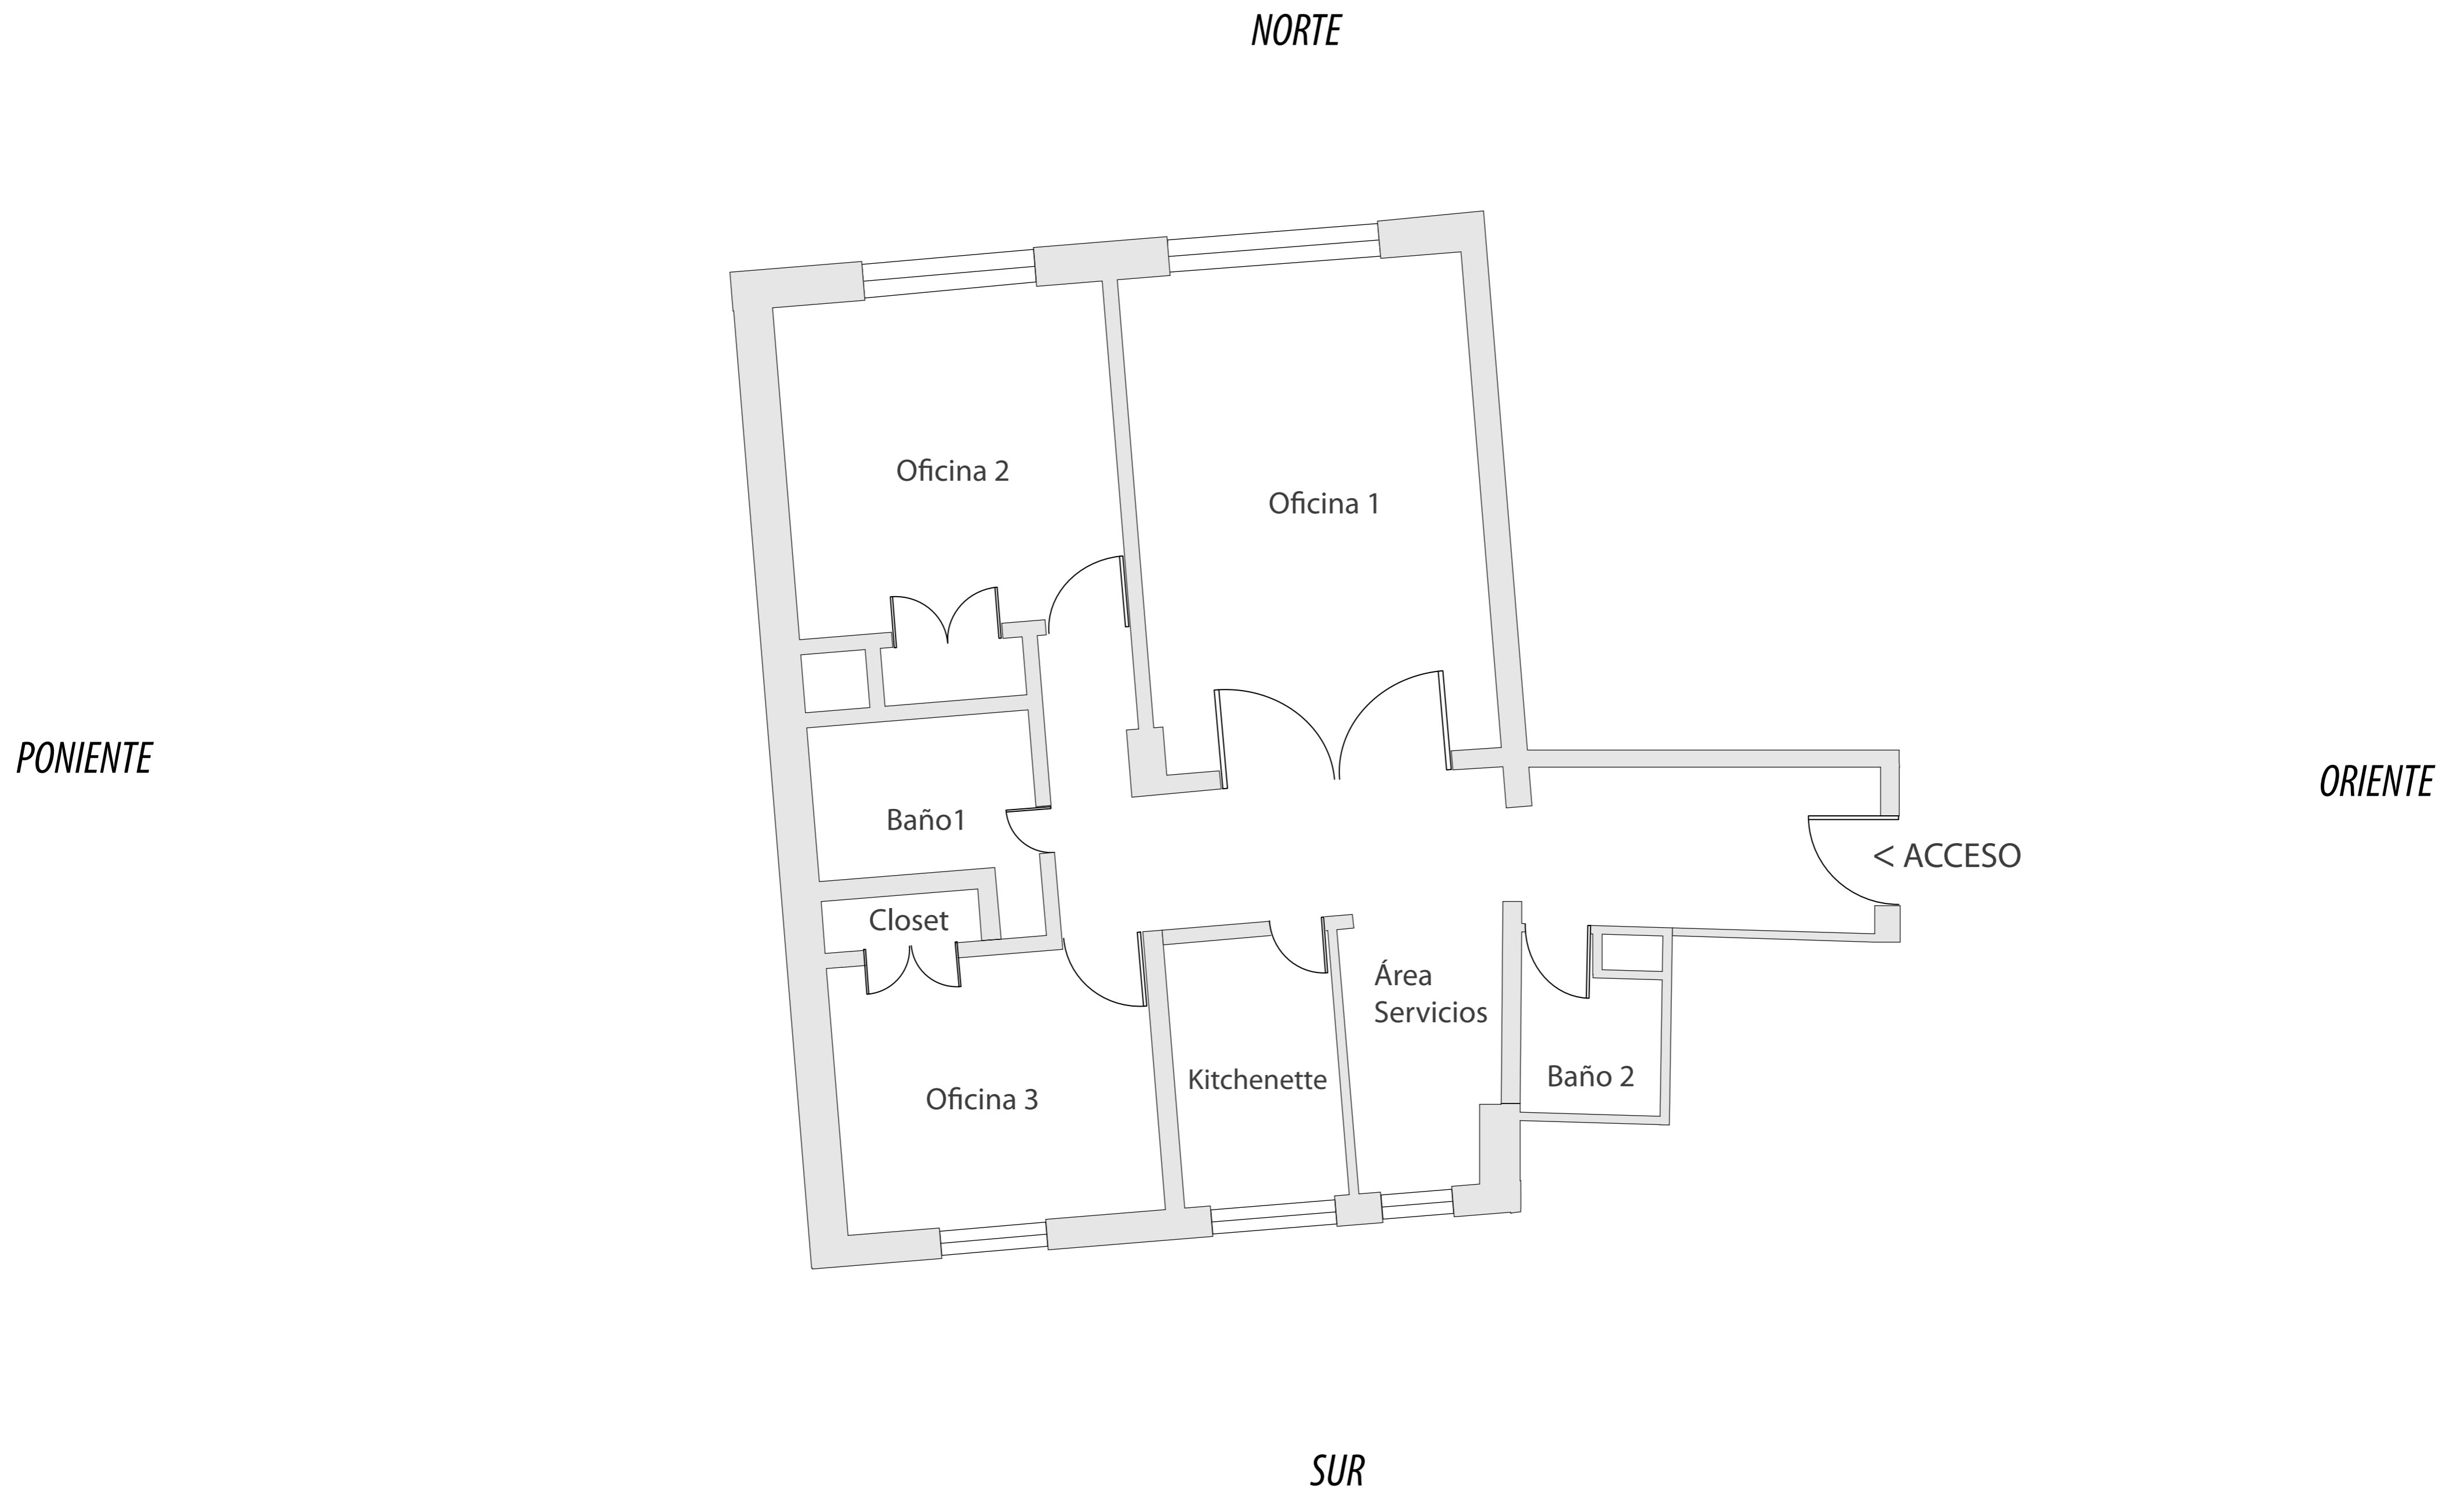 NORTE
Oficina 2
Oficina 1
PONIENTE
ORIENTE
Baño1
< ACCESO
Closet
Área
Servicios
Kitchenette
Baño 2
Oficina 3
SUR